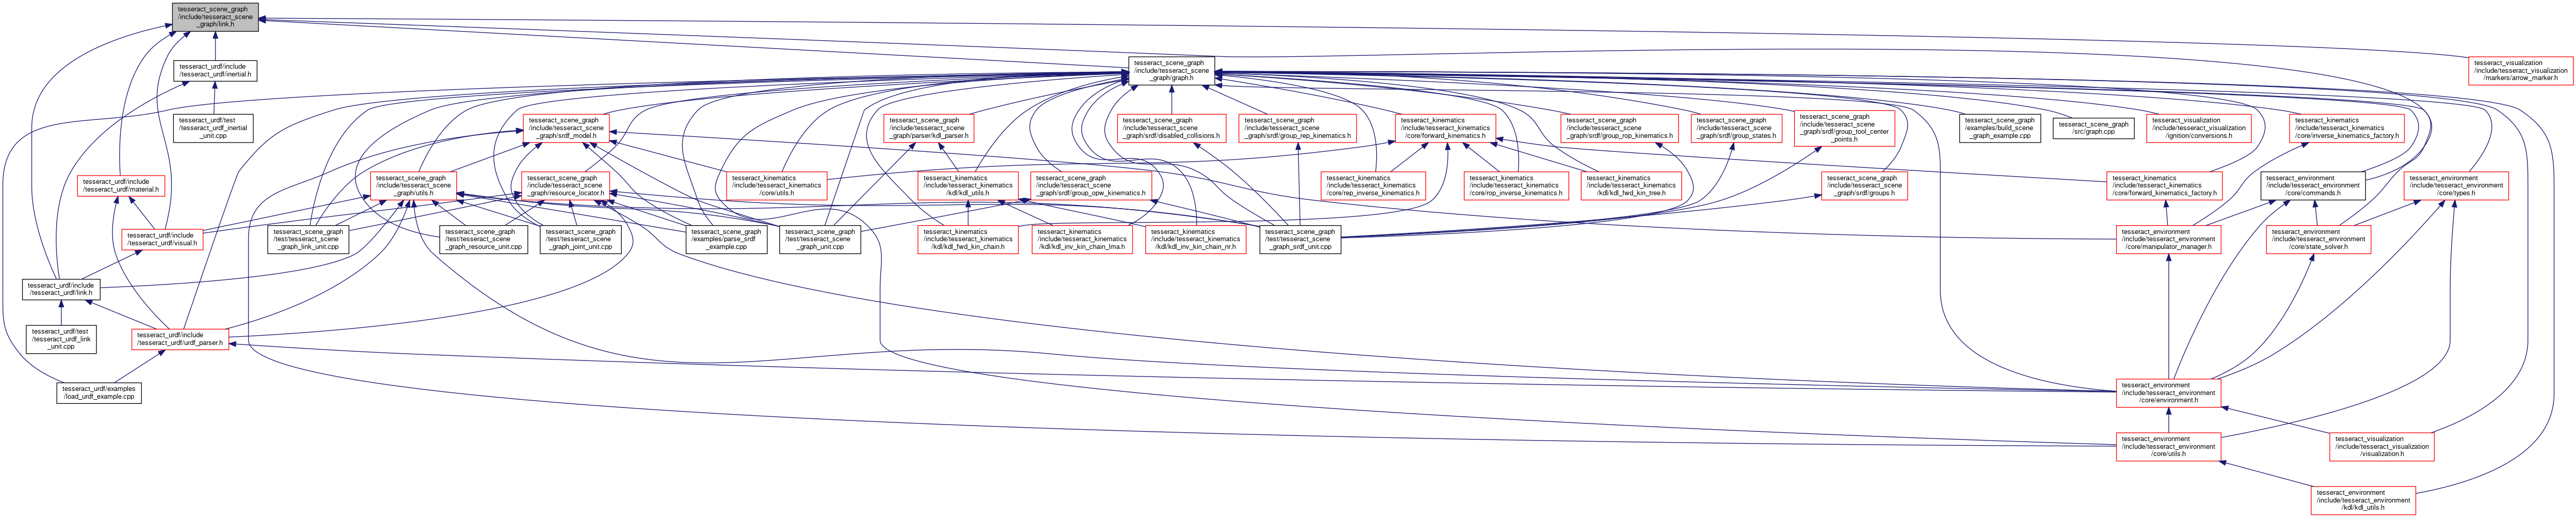 tesseract_scene_graph
/include/tesseract_scene
_graph/link.h
tesseract_urdf/include
/tesseract_urdf/inertial.h
tesseract_scene_graph
/include/tesseract_scene
_graph/graph.h
tesseract_visualization
/include/tesseract_visualization
/markers/arrow_marker.h
tesseract_urdf/test
/tesseract_urdf_inertial
_unit.cpp
tesseract_scene_graph
/include/tesseract_scene
_graph/srdf_model.h
tesseract_scene_graph
/include/tesseract_scene
_graph/parser/kdl_parser.h
tesseract_scene_graph
/include/tesseract_scene
_graph/srdf/disabled_collisions.h
tesseract_scene_graph
/include/tesseract_scene
_graph/srdf/group_rep_kinematics.h
tesseract_kinematics
/include/tesseract_kinematics
/core/forward_kinematics.h
tesseract_scene_graph
/include/tesseract_scene
_graph/srdf/group_rop_kolinematics.h
tesseract_scene_graph
/include/tesseract_scene
_graph/srdf/group_states.h
tesseract_scene_graph
/include/tesseract_scene
_graph/srdf/group_tool_center
_points.h
tesseract_scene_graph
/examples/build_scene
_graph_example.cpp
tesseract_scene_graph
/src/graph.cpp
tesseract_visualization
/include/tesseract_visualization
/ignition/conversions.h
tesseract_kinematics
/include/tesseract_kinematics
/core/inverse_kinematics_factory.h
tesseract_urdf/include
/tesseract_urdf/material.h
tesseract_scene_graph
/include/tesseract_scene
_graph/utils.h
tesseract_scene_graph
/include/tesseract_scene
_graph/resource_locator.h
tesseract_kinematics
/include/tesseract_kinematics
/core/utils.h
tesseract_kinematics
/include/tesseract_kinematics
/kdl/kdl_utils.h
tesseract_scene_graph
/include/tesseract_scene
_graph/srdf/group_opw_kinematics.h
tesseract_kinematics
/include/tesseract_kinematics
/core/rep_inverse_kinematics.h
tesseract_kinematics
/include/tesseract_kinematics
/core/rop_inverse_kinematics.h
tesseract_kinematics
/include/tesseract_kinematics
/kdl/kdl_fwd_kin_tree.h
tesseract_scene_graph
/include/tesseract_scene
_graph/srdf/groups.h
tesseract_kinematics
/include/tesseract_kinematics
/core/forward_kinematics_factory.h
tesseract_environment
/include/tesseract_environment
/core/commands.h
tesseract_environment
/include/tesseract_environment
/core/types.h
tesseract_urdf/include
/tesseract_urdf/visual.h
tesseract_scene_graph
/test/tesseract_scene
_graph_link_unit.cpp
tesseract_scene_graph
/test/tesseract_scene
_graph_resource_unit.cpp
tesseract_scene_graph
/test/tesseract_scene
_graph_joint_unit.cpp
tesseract_scene_graph
/examples/parse_srdf
_example.cpp
tesseract_scene_graph
/test/tesseract_scene
_graph_unit.cpp
tesseract_kinematics
/include/tesseract_kinematics
/kdl/kdl_fwd_kin_chain.h
tesseract_kinematics
/include/tesseract_kinematics
/kdl/kdl_inv_kin_chain_lma.h
tesseract_kinematics
/include/tesseract_kinematics
/kdl/kdl_inv_kin_chain_nr.h
tesseract_scene_graph
/test/tesseract_scene
_graph_srdf_unit.cpp
tesseract_environment
/include/tesseract_environment
/core/manipulator_manager.h
tesseract_environment
/include/tesseract_environment
/core/state_solver.h
tesseract_urdf/include
/tesseract_urdf/link.h
tesseract_urdf/test
/tesseract_urdf_link
_unit.cpp
tesseract_urdf/include
/tesseract_urdf/urdf_parser.h
tesseract_urdf/examples
/load_urdf_example.cpp
tesseract_environment
/include/tesseract_environment
/core/environment.h
tesseract_environment
/include/tesseract_environment
/core/utils.h
tesseract_visualization
/include/tesseract_visualization
/visualization.h
tesseract_environment
/include/tesseract_environment
/kdl/kdl_utils.h